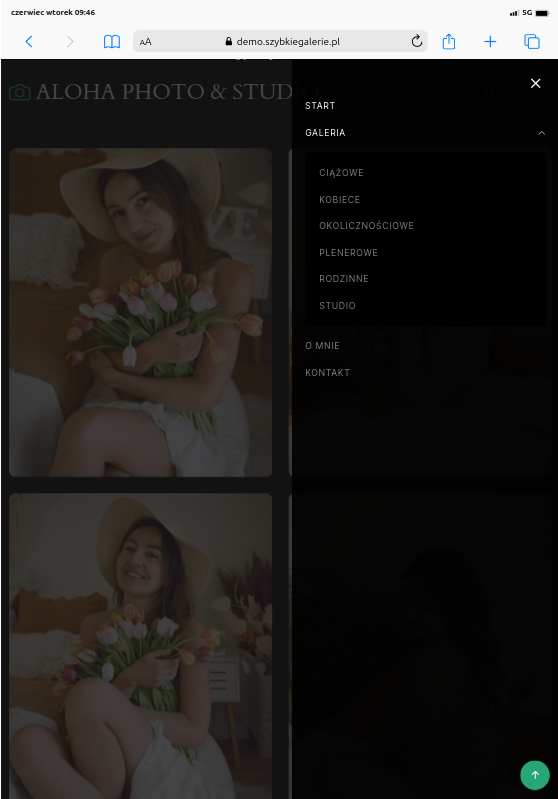 czerwiec wtorek 09:46
5G
AA
demo.szybkiegalerie.pl
ALOHA PHOTO & STUDIO
START
GALERIA
CIĄŻOWE
KOBIECE
OKOLICZNOŚCIOWE
PLENEROWE
RODZINNE
STUDIO
O MNIE
KONTAKT